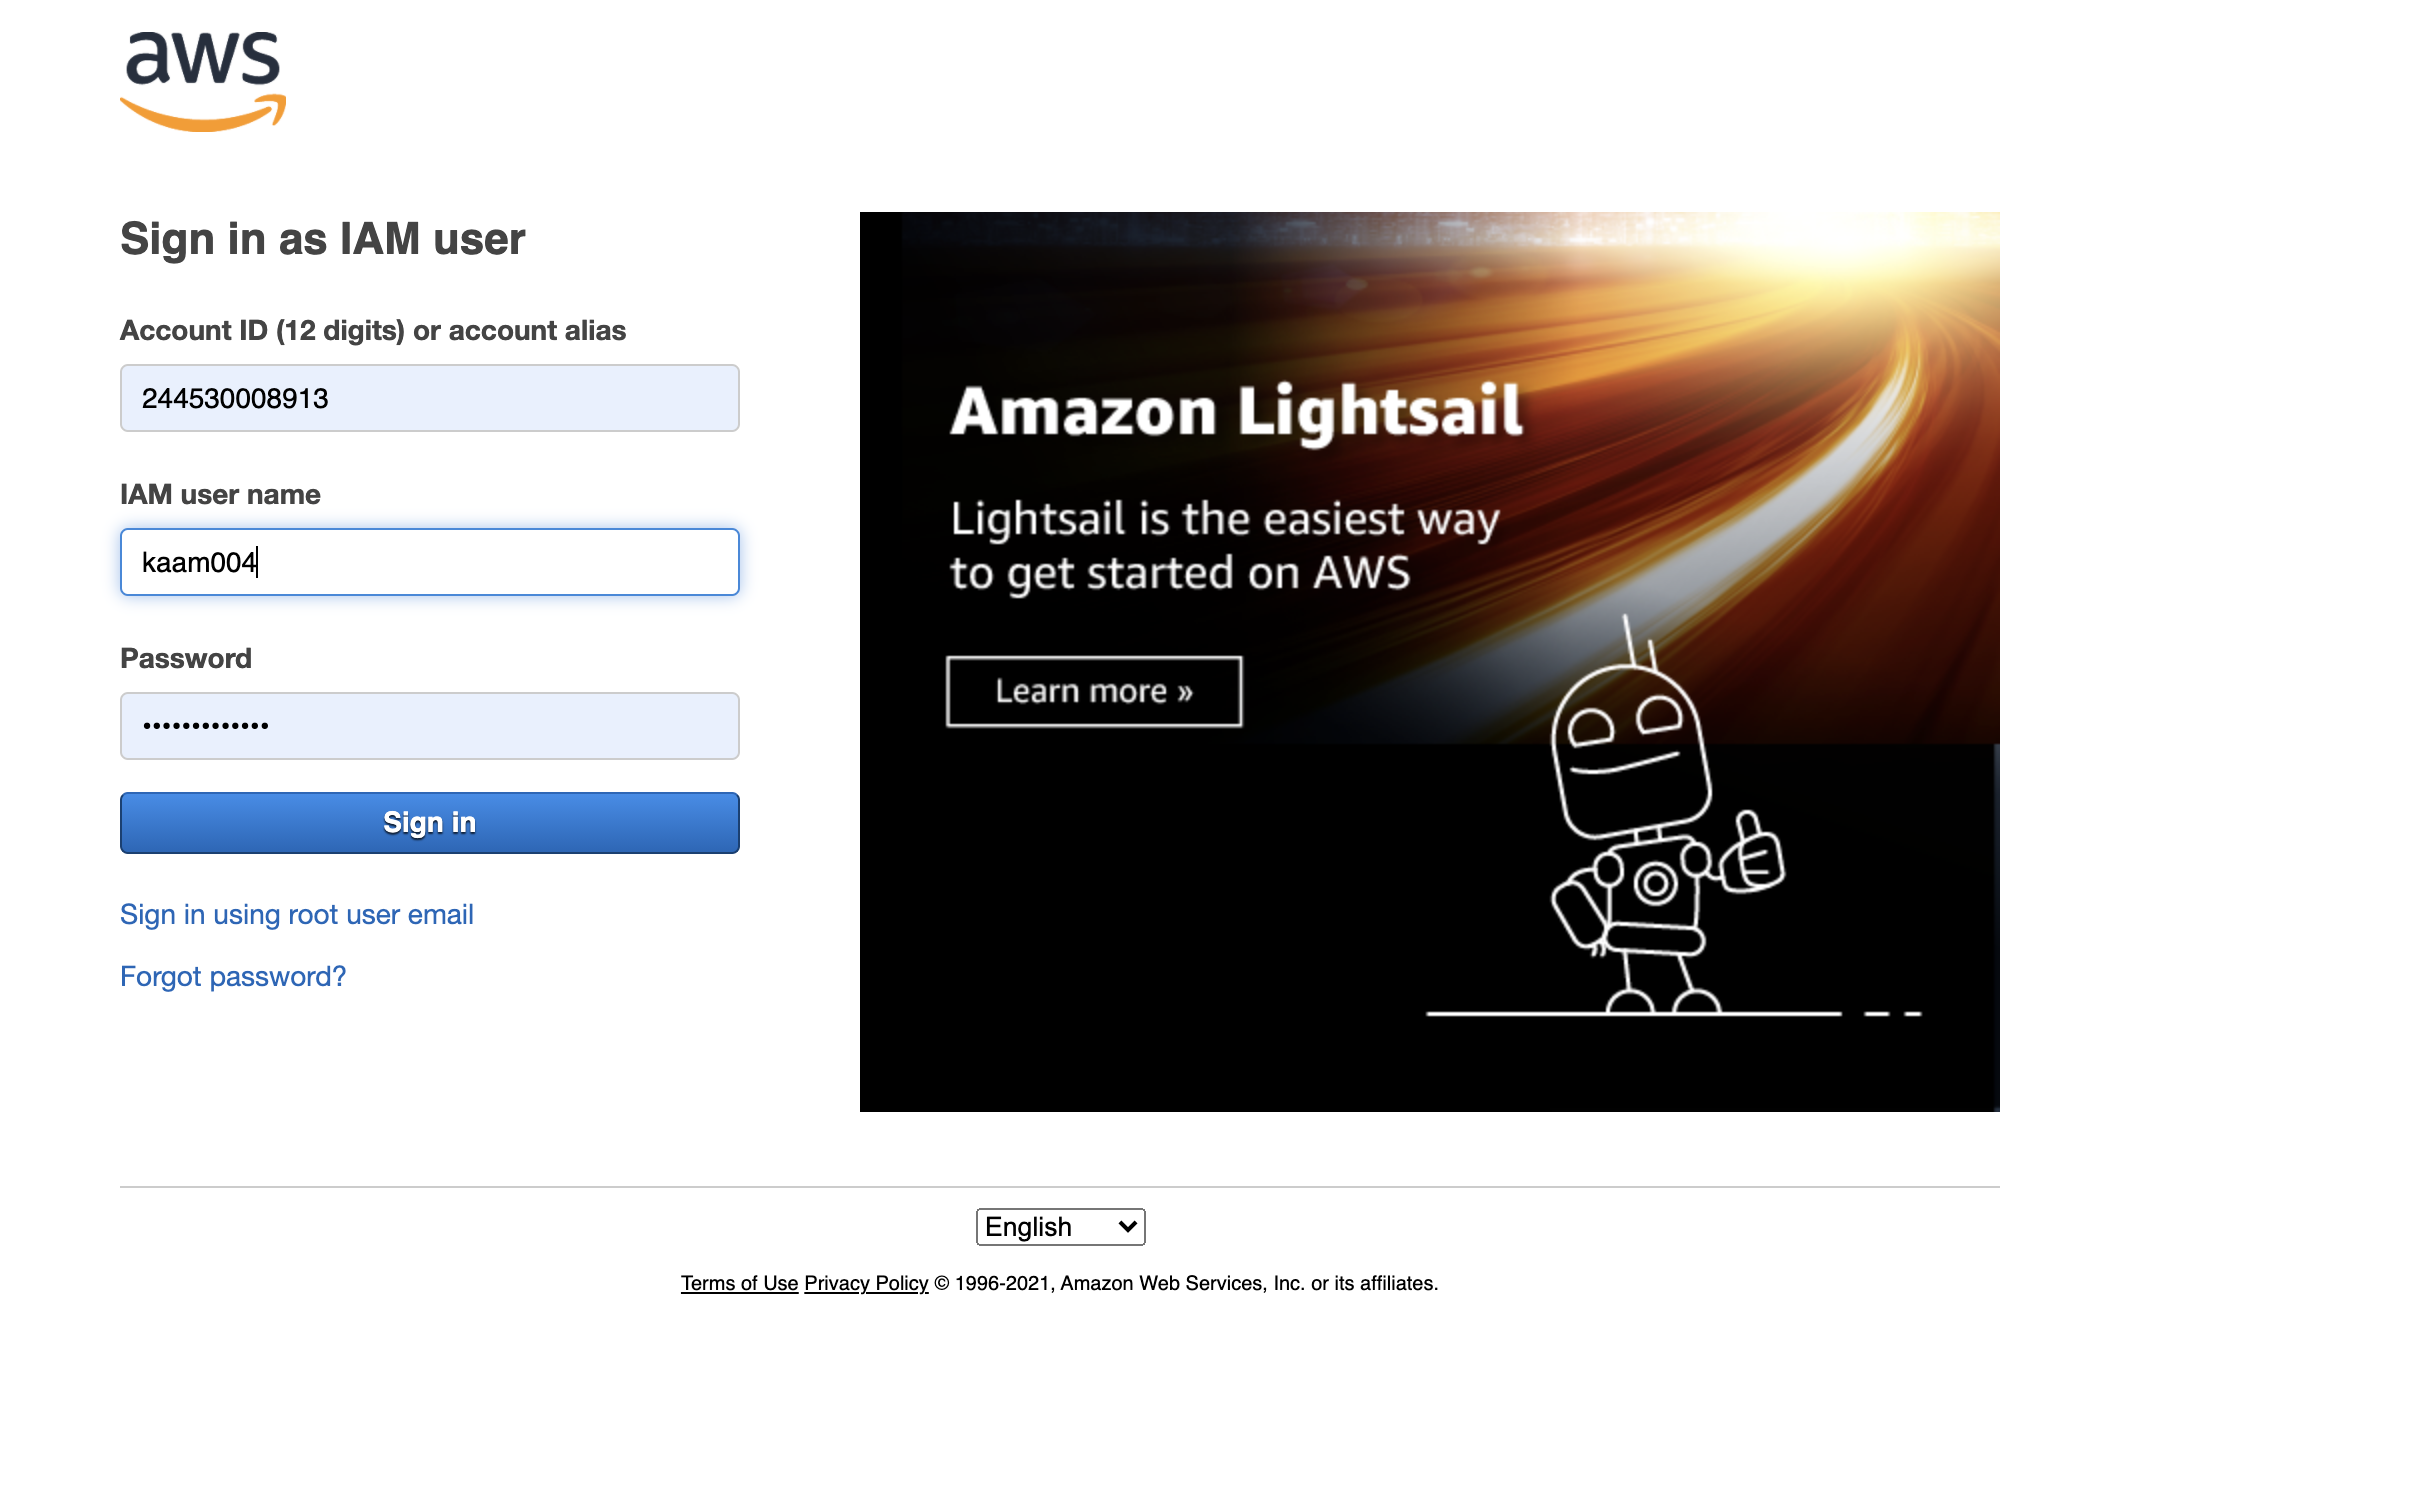 aws
Sign in as IAM user
Account ID (12 digits) or account alias
244530008913
IAM user name
kaam004
Password
•••••••••••••
Sign in
Sign in using root user email
Forgot password?
Amazon Lightsail
Lightsail is the easiest way
to get started on AWS
Learn more »
English
Terms of Use Privacy Policy © 1996-2021, Amazon Web Services, Inc. or its affiliates.